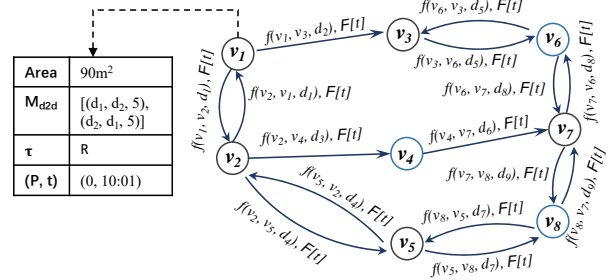 Area 90m²
M_d2d [(d₁, d₂, 5),
(d₂, d₁, 5)]
τ R
(P, t) (0, 10:01)
v₁
v₂
v₃
v₄
v₅
v₆
v₇
v₈
f(v₁, v₃, d₂), F[t]
f(v₁, v₂, d₁), F[t]
f(v₂, v₁, d₁), F[t]
f(v₂, v₄, d₃), F[t]
f(v₅, v₂, d₄), F[t]
f(v₂, v₅, d₄), F[t]
f(v₆, v₃, d₅), F[t]
f(v₃, v₆, d₅), F[t]
f(v₆, v₇, d₈), F[t]
f(v₇, v₆, d₈), F[t]
f(v₄, v₇, d₆), F[t]
f(v₇, v₈, d₉), F[t]
f(v₈, v₇, d₉), F[t]
f(v₈, v₅, d₇), F[t]
f(v₅, v₈, d₇), F[t]